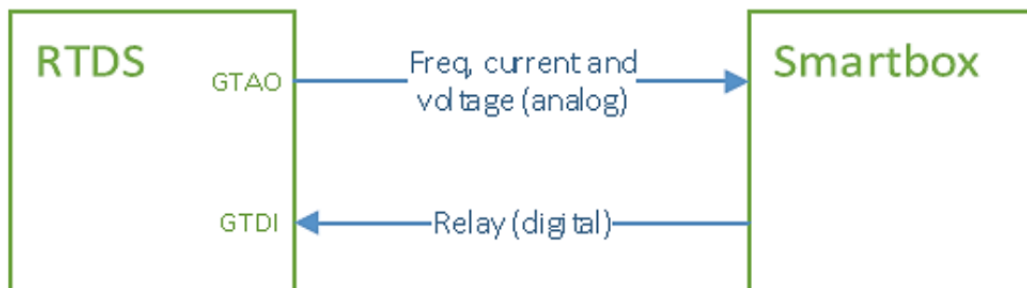 RTDS
GTAO
Freq, current and
voltage (analog)
Smartbox
GTDI
Relay (digital)